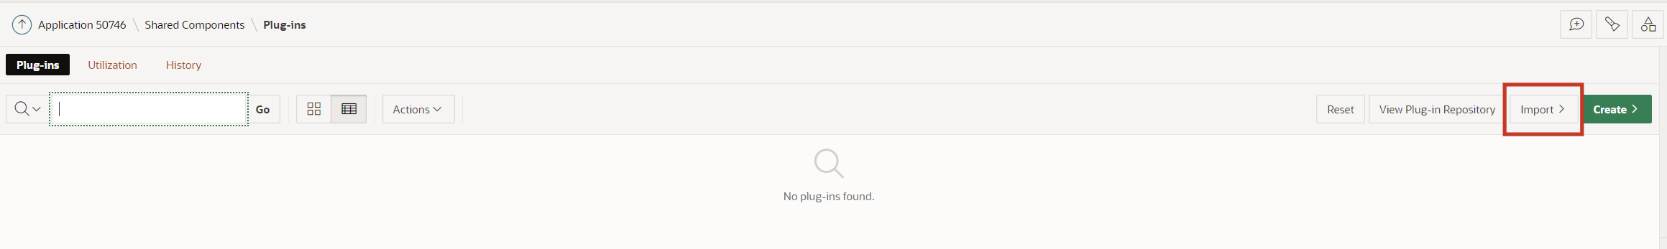 Application 50746 \ Shared Components \ Plug-ins
Plug-ins Utilization History
Go Actions Reset View Plug-in Repository Import > Create >
No plug-ins found.